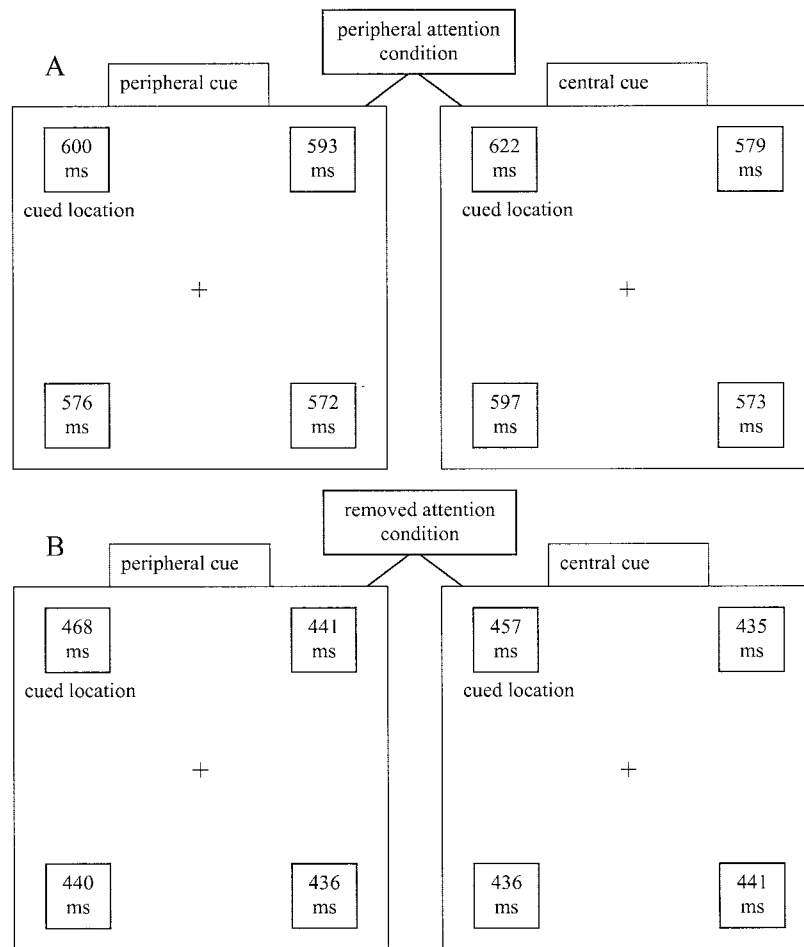 peripheral attention
condition
A
peripheral cue
central cue
600
ms
593
ms
622
ms
579
ms
cued location
cued location
+
+
576
ms
572
ms
597
ms
573
ms
removed attention
condition
B
peripheral cue
central cue
468
ms
441
ms
457
ms
435
ms
cued location
cued location
+
+
440
ms
436
ms
436
ms
441
ms